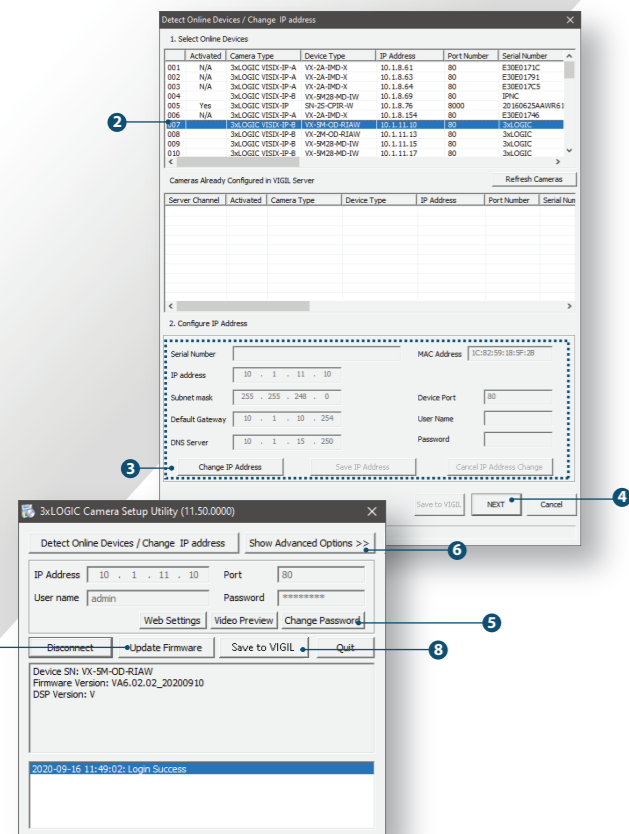 Detect Online Devices / Change IP address
1. Select Online Devices
Activated Camera Type Device Type IP Address Port Number Serial Number
001 N/A 3xLOGIC VISIX-IP-A VX-2A-IMD-X 10.1.8.61 80 E30E0171C
002 N/A 3xLOGIC VISIX-IP-A VX-2A-IMD-X 10.1.8.63 80 E30E01791
003 N/A 3xLOGIC VISIX-IP-A VX-2A-IMD-X 10.1.8.64 80 E30E017C5
004 3xLOGIC VISIX-IP-B VX-5M28-MD-IW 10.1.8.69 80 IPNC
005 Yes 3xLOGIC VISIX-IP SN-2S-CPIR-W 10.1.8.76 8000 20160625AAWR61
006 N/A 3xLOGIC VISIX-IP-A VX-2A-IMD-X 10.1.8.154 80 E30E01746
2
007 3xLOGIC VISIX-IP-B VX-5M-OD-RIAW 10.1.11.10 80 3xLOGIC
008 3xLOGIC VISIX-IP-B VX-2M-OD-RIAW 10.1.11.13 80 3xLOGIC
009 3xLOGIC VISIX-IP-B VX-5M28-MD-IW 10.1.11.15 80 3xLOGIC
010 3xLOGIC VISIX-IP-B VX-5M28-MD-IW 10.1.11.17 80 3xLOGIC
Cameras Already Configured in VIGIL Server Refresh Cameras
Server Channel Activated Camera Type Device Type IP Address Port Number Serial Num
2. Configure IP Address
Serial Number MAC Address 1C:82:59:18:5F:2B
IP address 10 . 1 . 11 . 10
Subnet mask 255 . 255 . 248 . 0 Device Port 80
Default Gateway 10 . 1 . 10 . 254 User Name
DNS Server 10 . 1 . 15 . 250 Password
3 Change IP Address Save IP Address Cancel IP Address Change
Save to VIGIL NEXT Cancel 4
3xLOGIC Camera Setup Utility (11.50.0000)
Detect Online Devices / Change IP address Show Advanced Options >> 6
IP Address 10 . 1 . 11 . 10 Port 80
User name admin Password ********
Web Settings Video Preview Change Password 5
Disconnect Update Firmware Save to VIGIL Quit 8
Device SN: VX-5M-OD-RIAW
Firmware Version: VA6.02.02_20200910
DSP Version: V
2020-09-16 11:49:02: Login Success